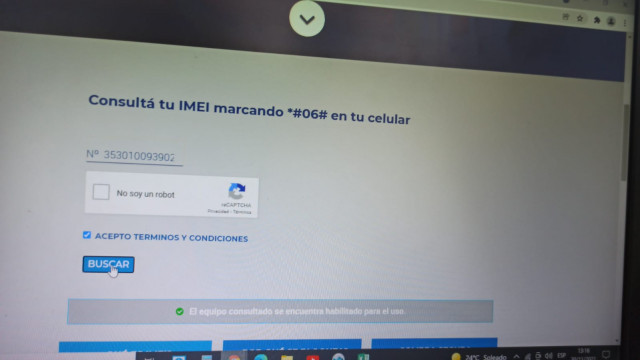 Consultá tu IMEI marcando *#06# en tu celular
Nº 353010093902
No soy un robot
reCAPTCHA
Privacidad - Términos
ACEPTO TERMINOS Y CONDICIONES
BUSCAR
El equipo consultado se encuentra habilitado para el uso.
24°C Soleado
ESP